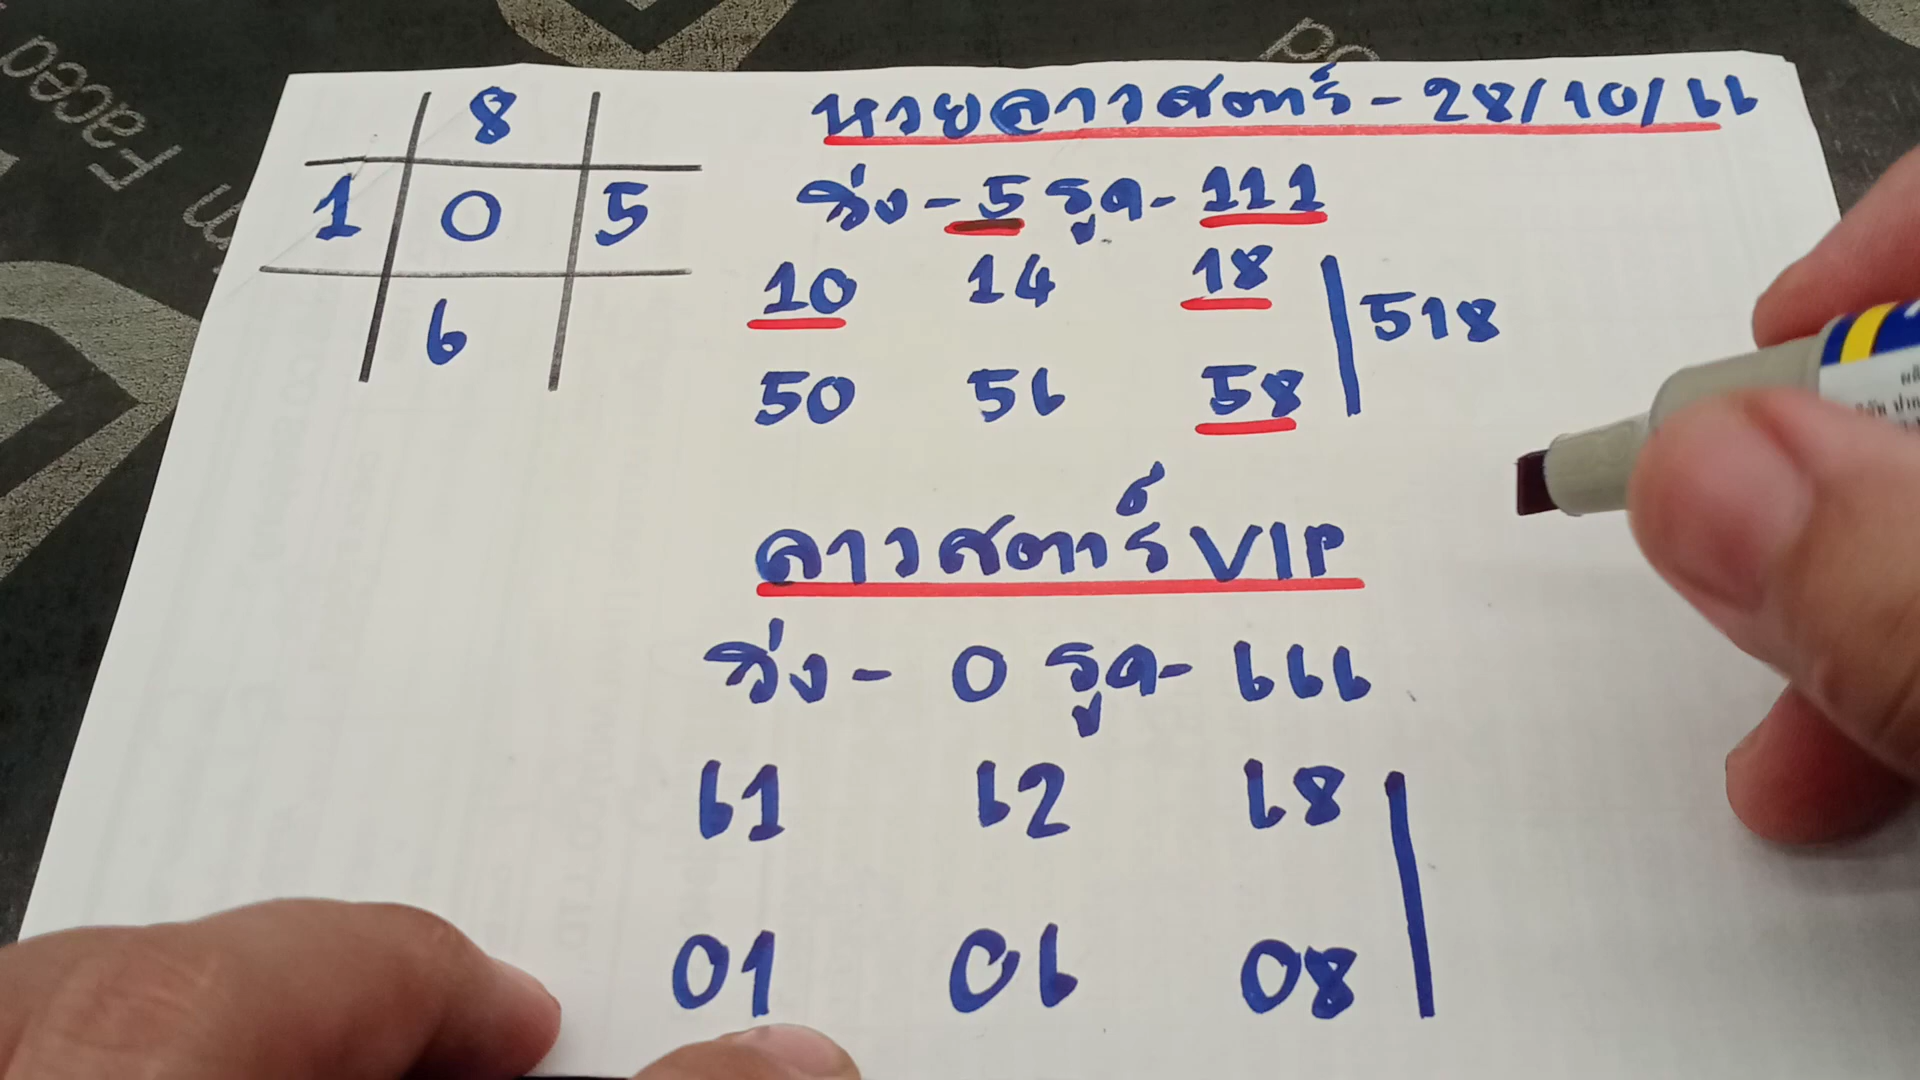 8
1 0 5
6
หวยลาวสตาร์ - 28/10/66
วิ่ง - 5 รูด - 111
10 14 18
518
50 56 58
ลาวสตาร์ VIP
วิ่ง - 0 รูด - 666
61 62 68
01 06 08
Faced